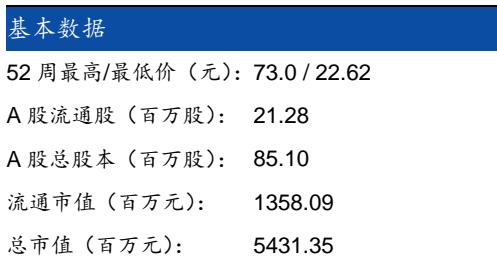 基本数据
52 周最高/最低价（元）：73.0 / 22.62
A 股流通股（百万股）： 21.28
A 股总股本（百万股）： 85.10
流通市值（百万元）： 1358.09
总市值（百万元）： 5431.35